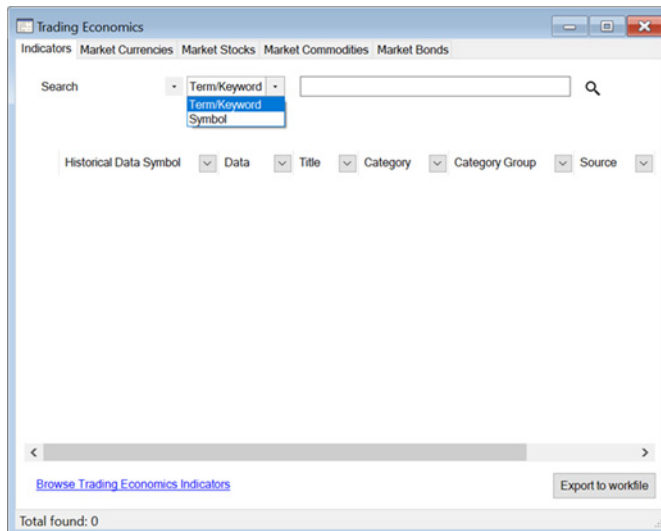 Trading Economics
Indicators Market Currencies Market Stocks Market Commodities Market Bonds
Search Term/Keyword
Term/Keyword
Symbol
Historical Data Symbol Data Title Category Category Group Source
Browse Trading Economics Indicators Export to workfile
Total found: 0